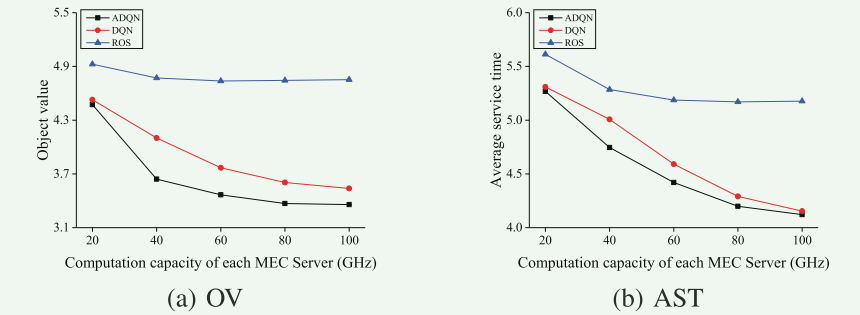 5.5
4.9
4.3
3.7
3.1
Object value
ADQN
DQN
ROS
20 40 60 80 100
Computation capacity of each MEC Server (GHz)
(a) OV
6.0
5.5
5.0
4.5
4.0
Average service time
ADQN
DQN
ROS
20 40 60 80 100
Computation capacity of each MEC Server (GHz)
(b) AST